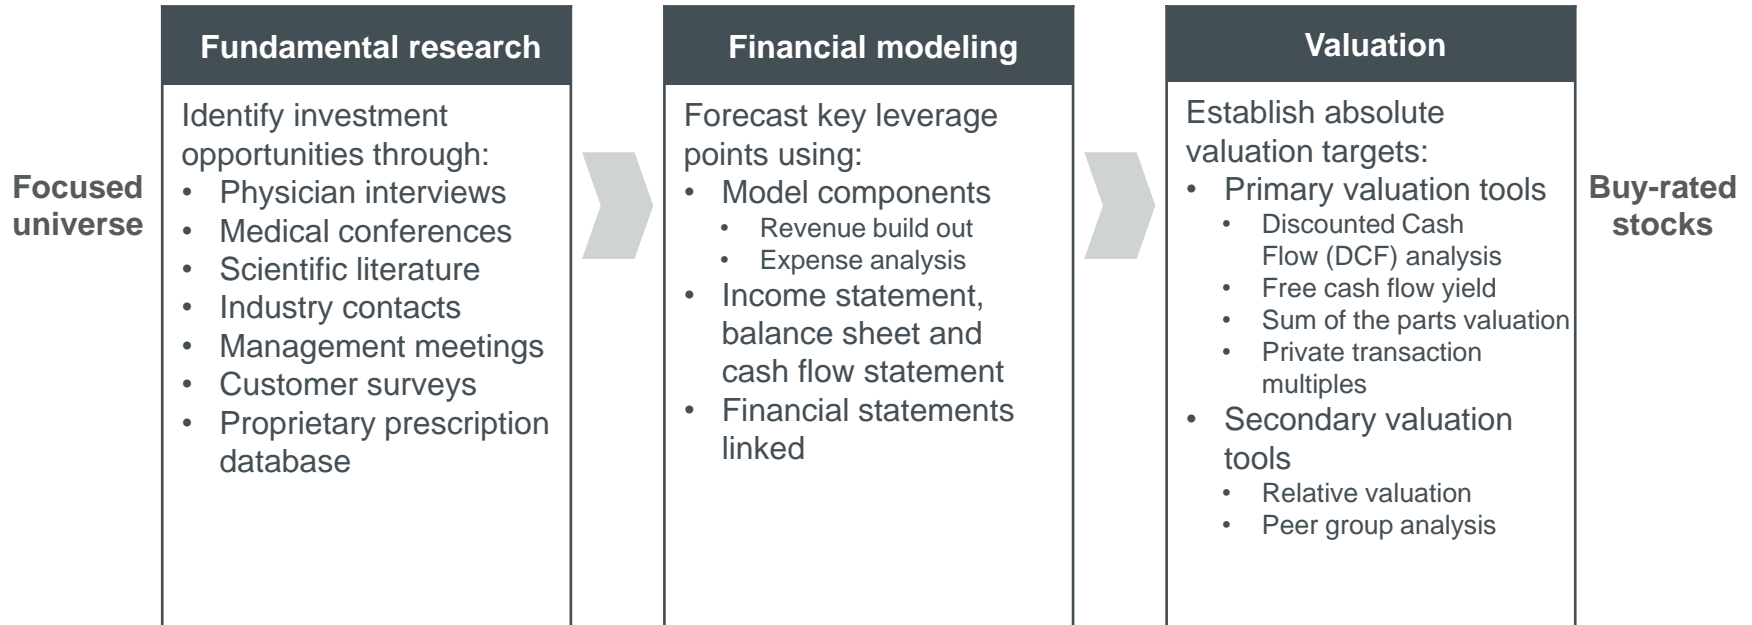 Focused
universe
Fundamental research
Identify investment
opportunities through:
• Physician interviews
• Medical conferences
• Scientific literature
• Industry contacts
• Management meetings
• Customer surveys
• Proprietary prescription
database
Financial modeling
Forecast key leverage
points using:
• Model components
• Revenue build out
• Expense analysis
• Income statement,
balance sheet and
cash flow statement
• Financial statements
linked
Valuation
Establish absolute
valuation targets:
• Primary valuation tools
• Discounted Cash
Flow (DCF) analysis
• Free cash flow yield
• Sum of the parts valuation
• Private transaction
multiples
• Secondary valuation
tools
• Relative valuation
• Peer group analysis
Buy-rated
stocks